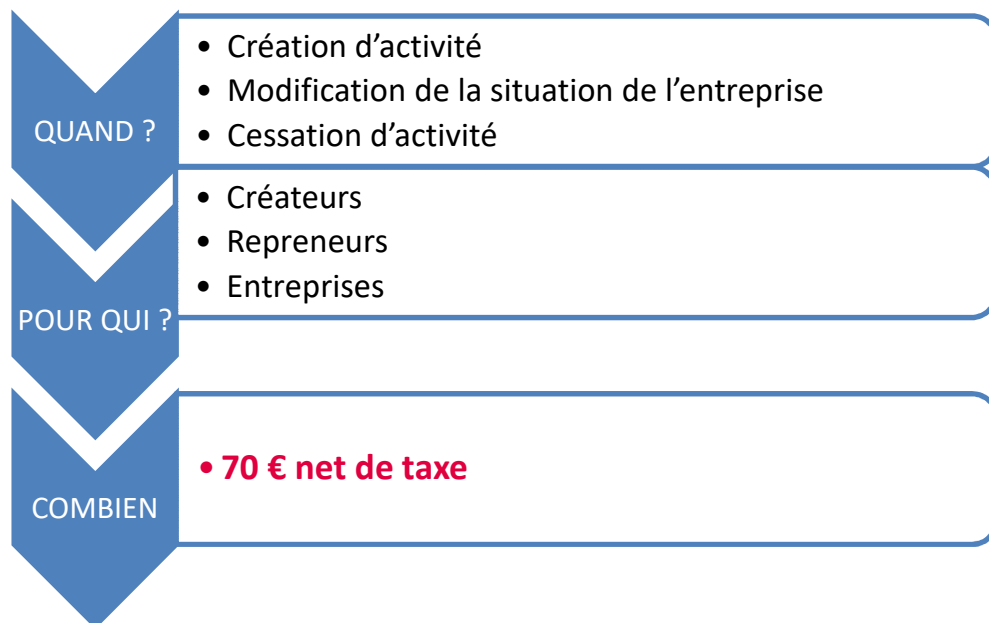 QUAND ?
• Création d’activité
• Modification de la situation de l’entreprise
• Cessation d’activité
POUR QUI ?
• Créateurs
• Repreneurs
• Entreprises
COMBIEN
• 70 € net de taxe